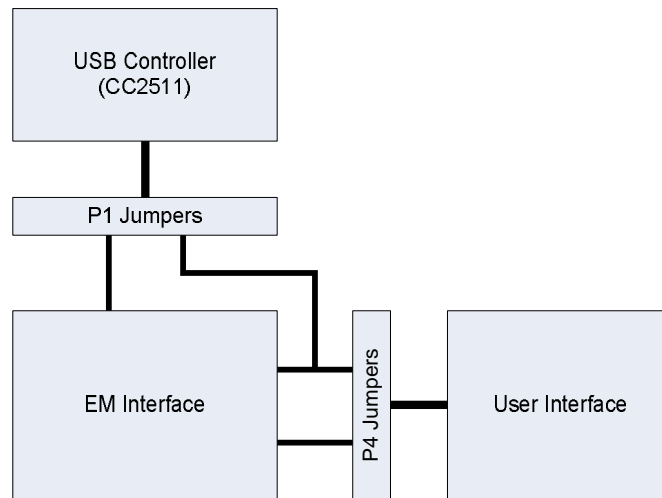 USB Controller
(CC2511)
P1 Jumpers
EM Interface
P4 Jumpers
User Interface